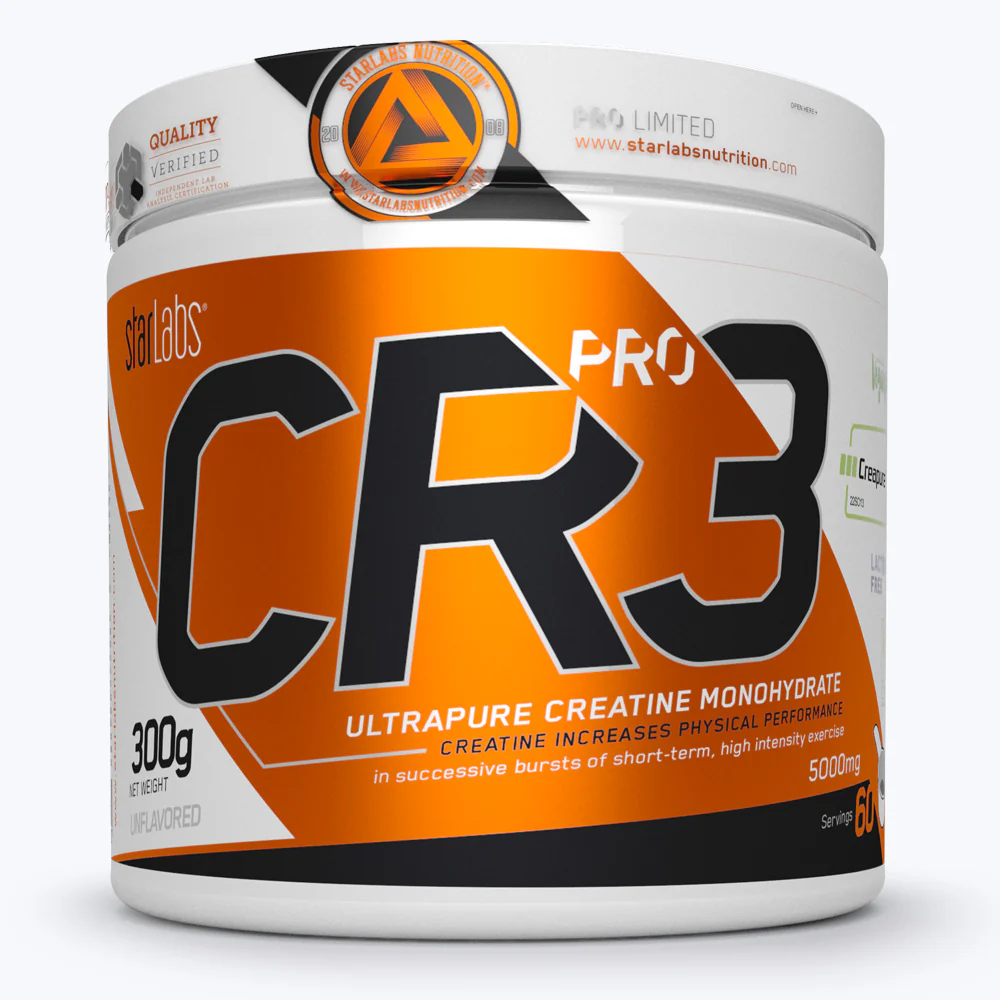 STARLABS NUTRITION®
20 08
WWW.STARLABSNUTRITION.COM
QUALITY
VERIFIED
INDEPENDENT LAB
ANALYSIS CERTIFICATION
PRO LIMITED
www.starlabsnutrition.com
OPEN HERE
starLabs®
CR3
PRO
Creapure
ULTRAPURE CREATINE MONOHYDRATE
CREATINE INCREASES PHYSICAL PERFORMANCE
in successive bursts of short-term, high intensity exercise
5000mg
Servings 60
300g
NET WEIGHT
UNFLAVORED
FREE